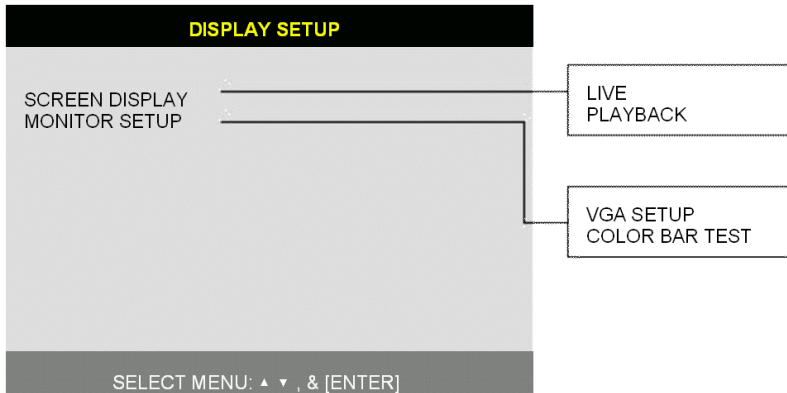 DISPLAY SETUP
SCREEN DISPLAY
MONITOR SETUP
LIVE
PLAYBACK
VGA SETUP
COLOR BAR TEST
SELECT MENU: ▲ ▼ , & [ENTER]